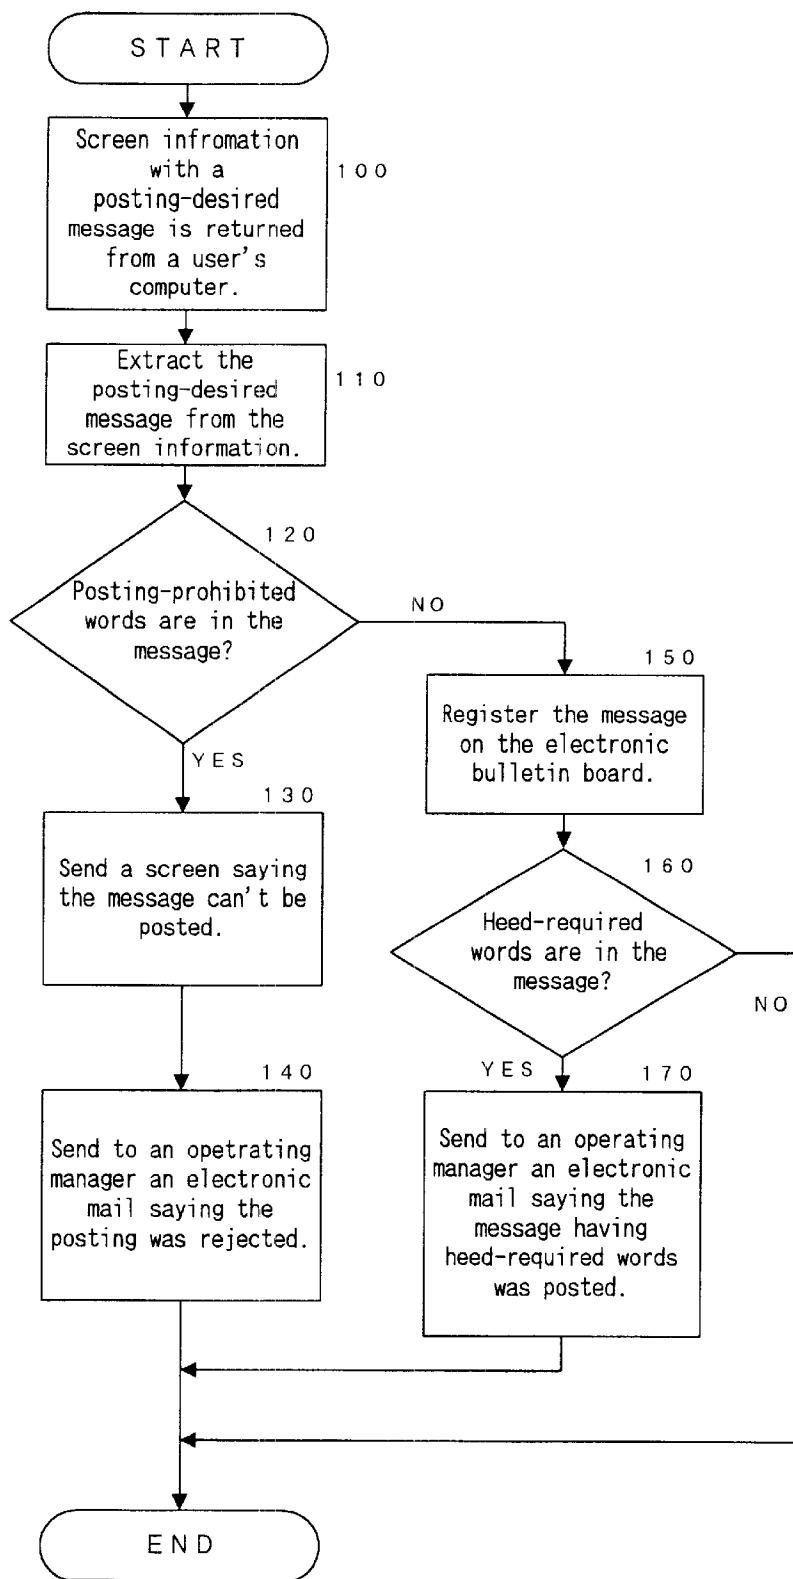 START
Screen infromation
with a
posting-desired
message is returned
from a user's
computer.
100
Extract the
posting-desired
message from the
screen information.
110
120
Posting-prohibited
words are in the
message?
NO
YES
130
Send a screen saying
the message can't be
posted.
140
Send to an opetrating
manager an electronic
mail saying the
posting was rejected.
150
Register the message
on the electronic
bulletin board.
160
Heed-required
words are in the
message?
NO
YES
170
Send to an operating
manager an electronic
mail saying the
message having
heed-required words
was posted.
END